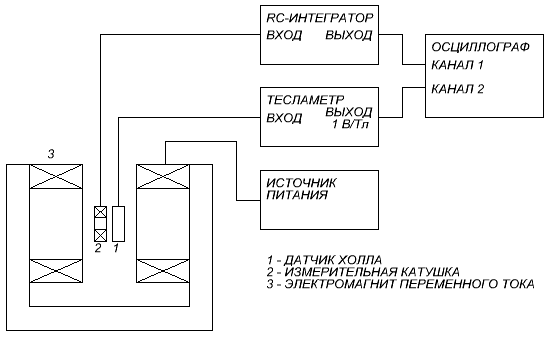 RC-ИНТЕГРАТОР
ВХОД ВЫХОД
ОСЦИЛЛОГРАФ
КАНАЛ 1
КАНАЛ 2
ТЕСЛАМЕТР
ВХОД ВЫХОД
1 В/Тл
3
ИСТОЧНИК
ПИТАНИЯ
2 1
1 - ДАТЧИК ХОЛЛА
2 - ИЗМЕРИТЕЛЬНАЯ КАТУШКА
3 - ЭЛЕКТРОМАГНИТ ПЕРЕМЕННОГО ТОКА